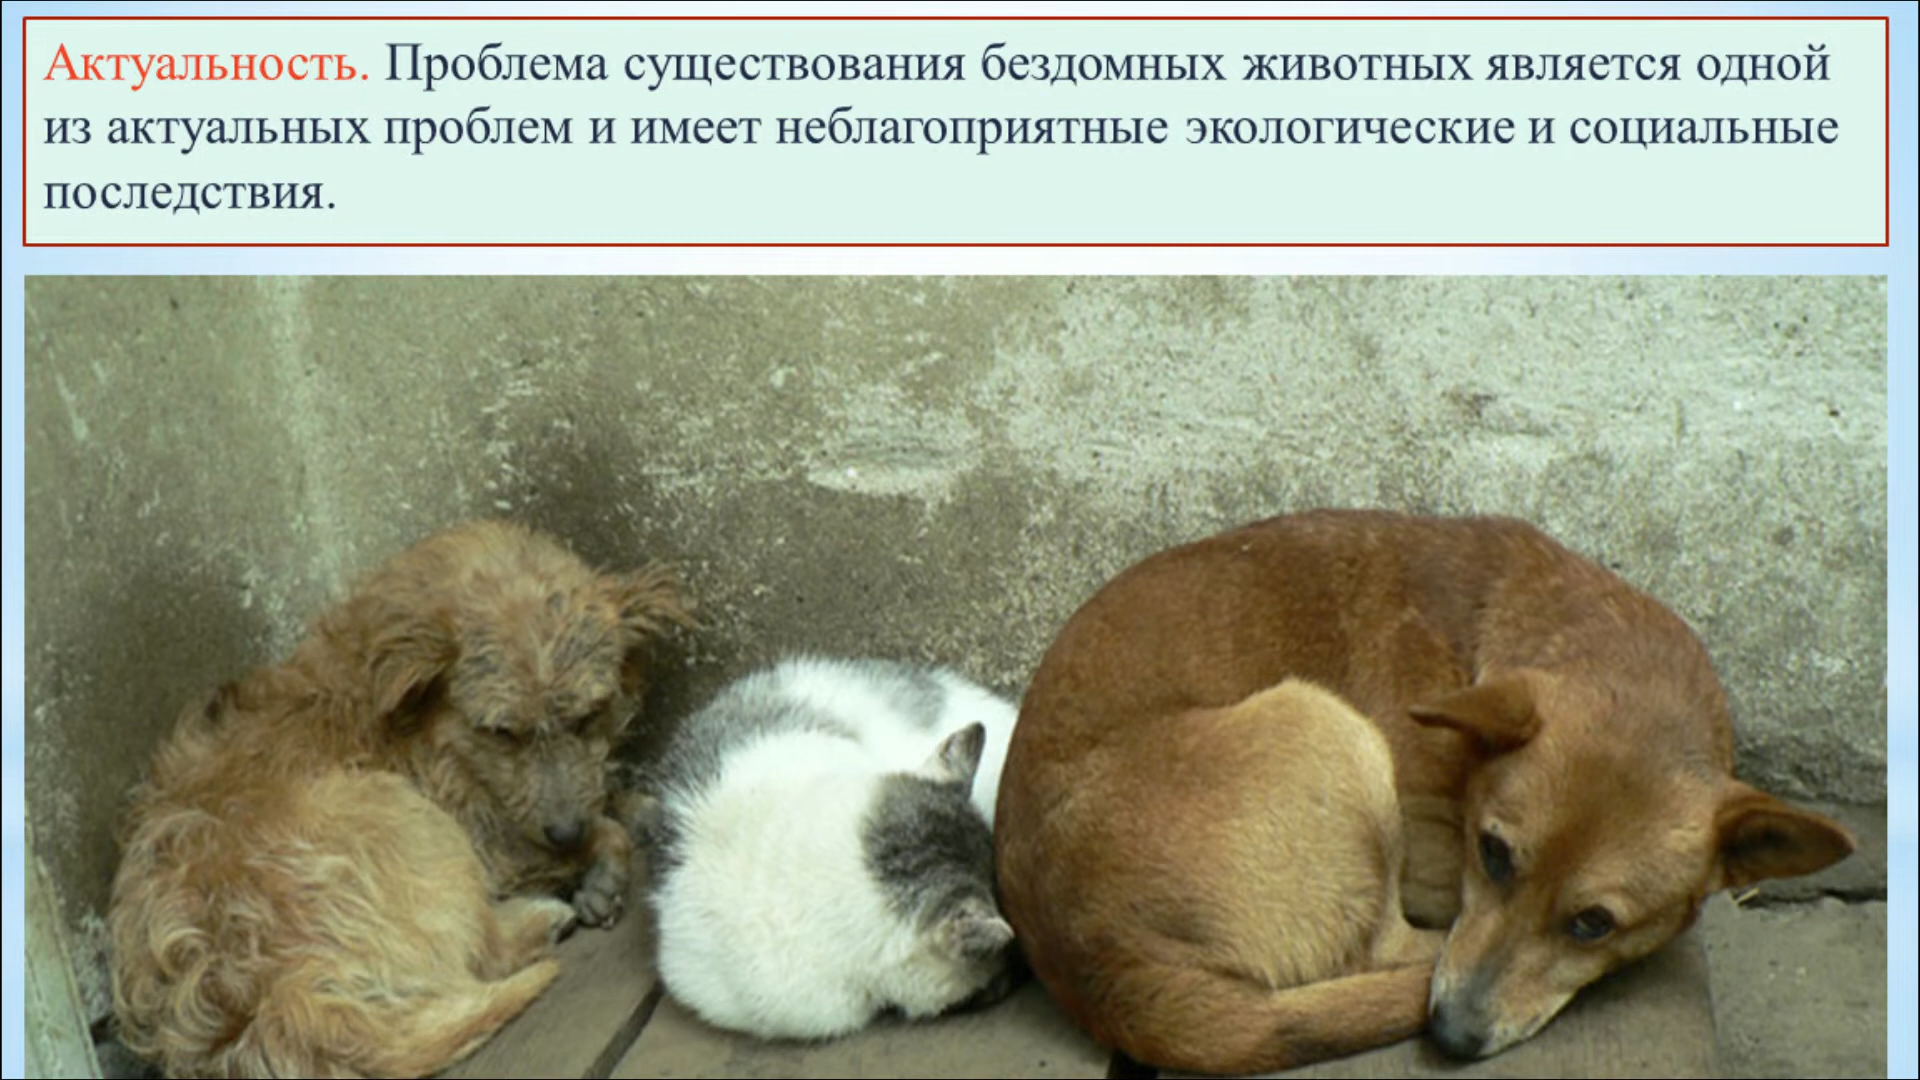 Актуальность. Проблема существования бездомных животных является одной
из актуальных проблем и имеет неблагоприятные экологические и социальные
последствия.